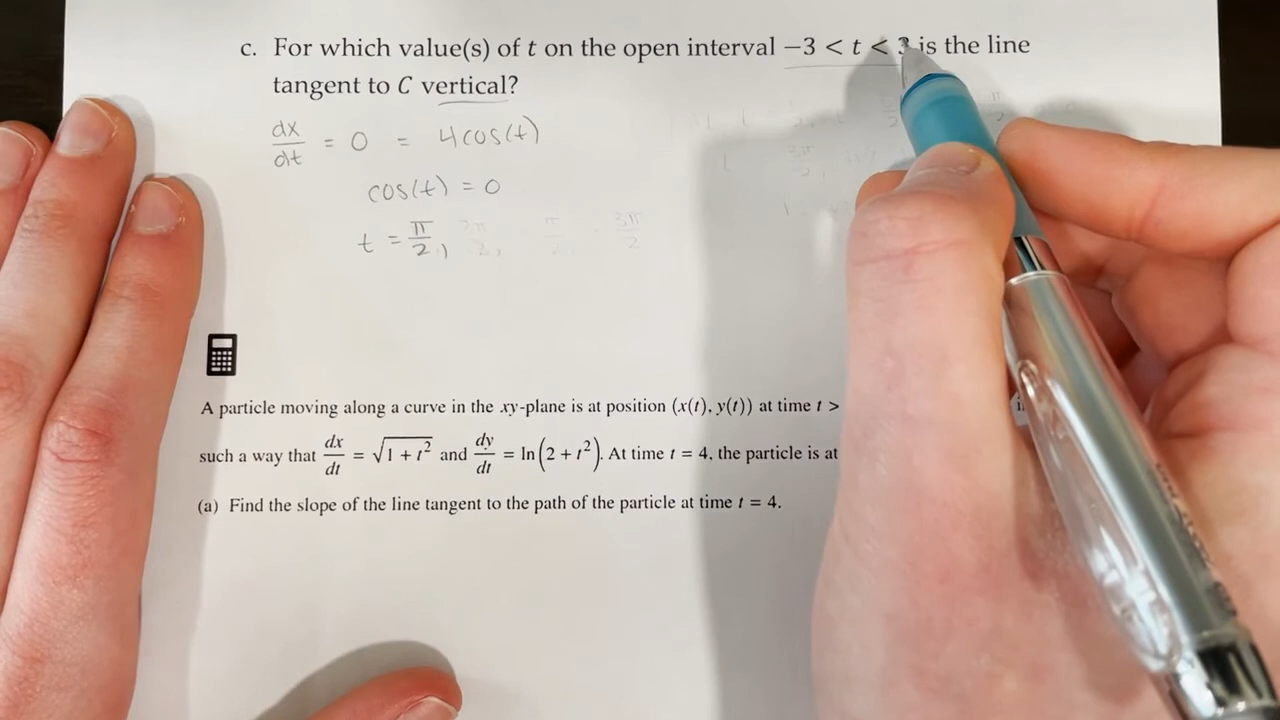 c. For which value(s) of t on the open interval −3 < t < 3 is the line
tangent to C vertical?
dx/dt = 0 = 4cos(t)
cos(t) = 0
t = π/2,
A particle moving along a curve in the xy-plane is at position (x(t), y(t)) at time t >
such a way that dx/dt = √(1 + t²) and dy/dt = ln(2 + t²). At time t = 4, the particle is at
(a) Find the slope of the line tangent to the path of the particle at time t = 4.